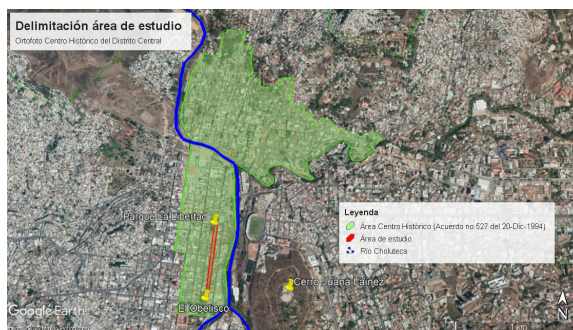 Delimitación área de estudio
Ortofoto Centro Histórico del Distrito Central
Parque La Libertad
Leyenda
Área Centro Histórico (Acuerdo no.527 del 20-Dic-1994)
Área de estudio
Río Choluteca
Cerro Juana Laínez
El Obelisco
Google Earth
km
N